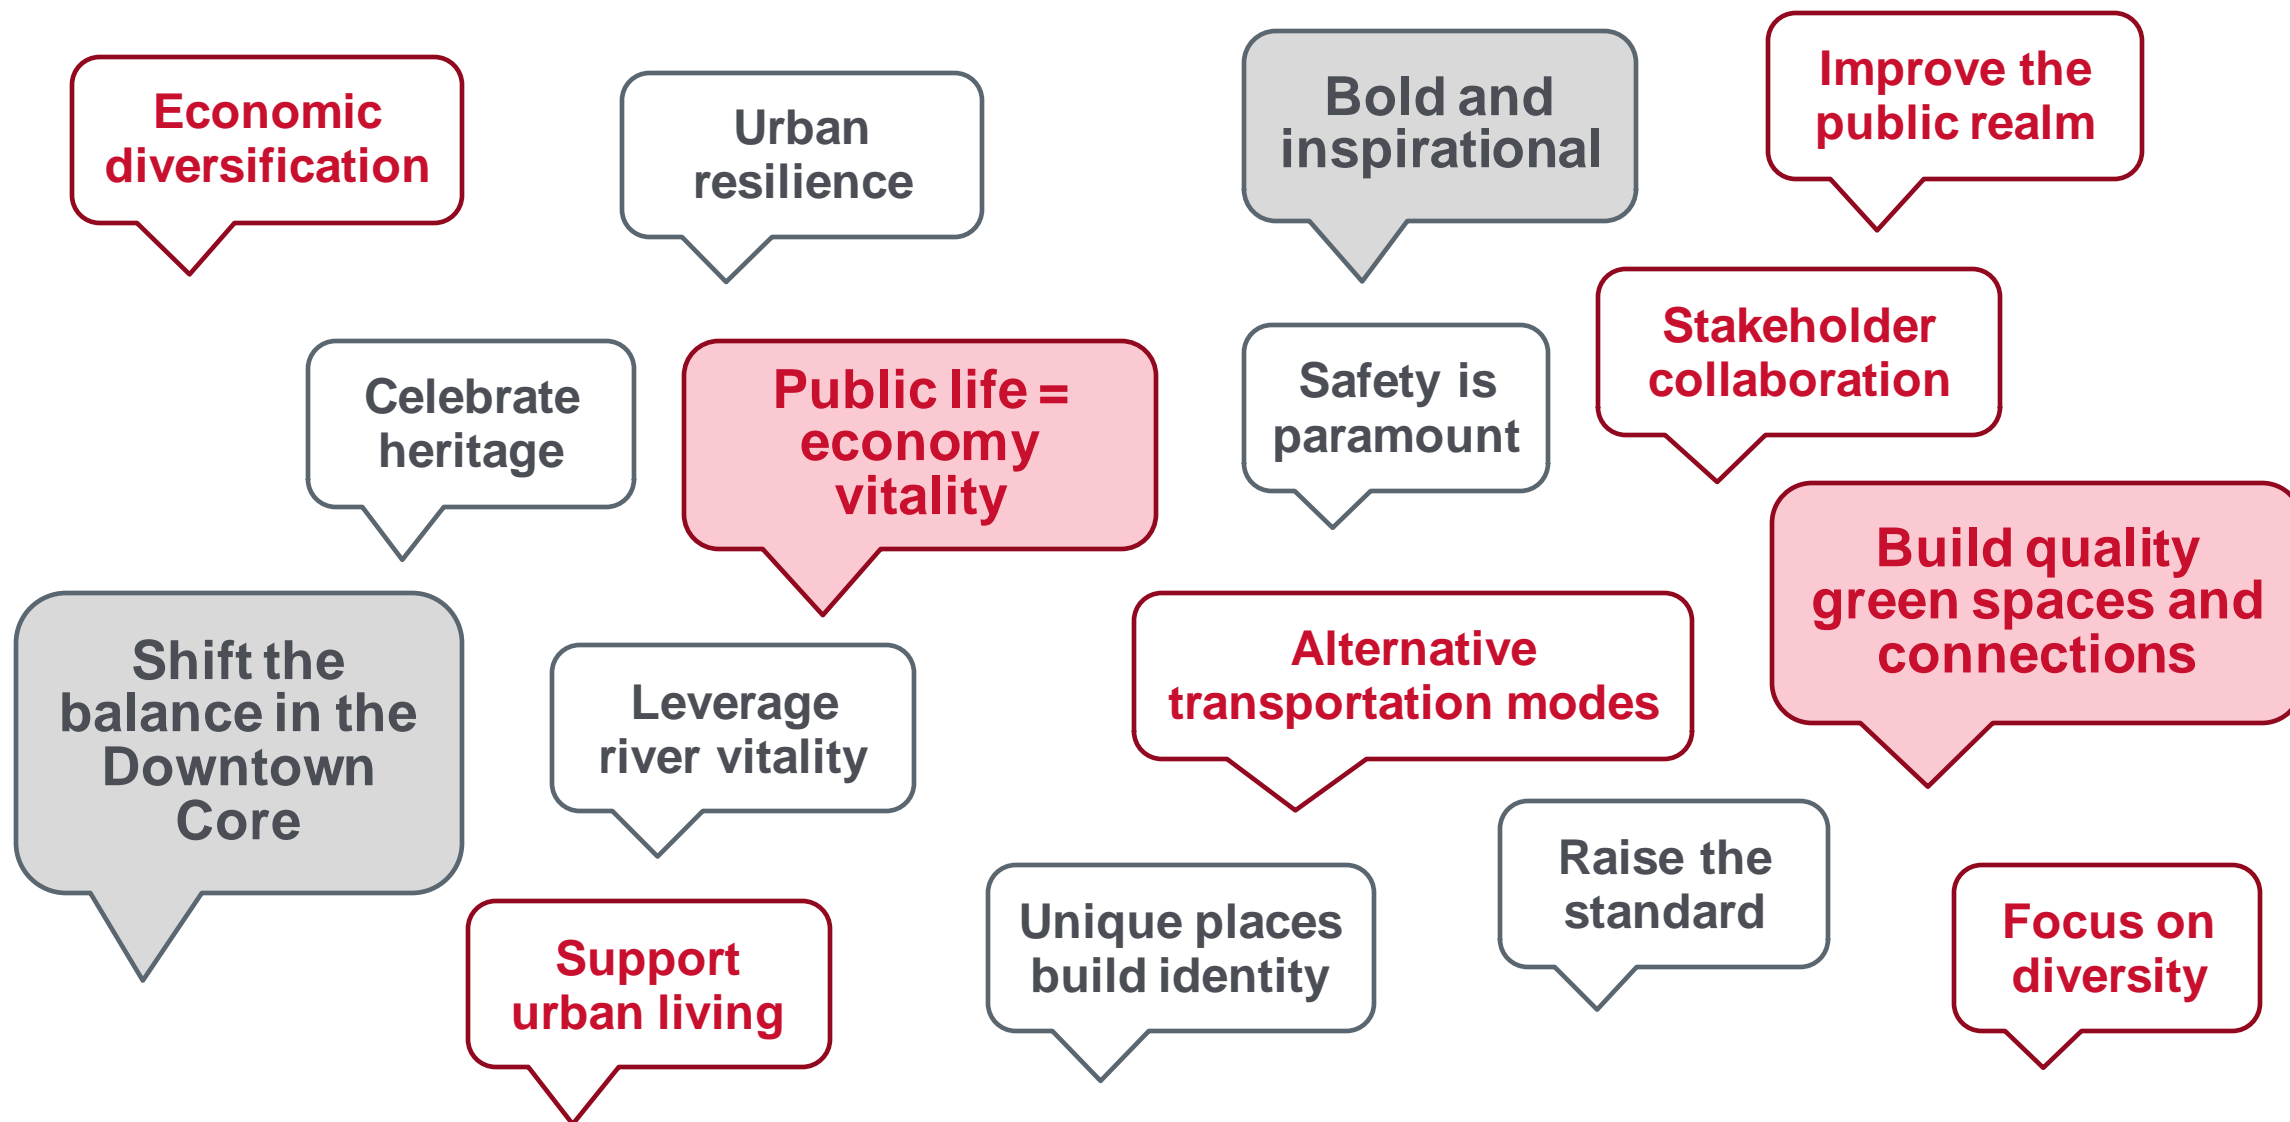 Economic
diversification
Urban
resilience
Bold and
inspirational
Improve the
public realm
Celebrate
heritage
Public life =
economy
vitality
Safety is
paramount
Stakeholder
collaboration
Shift the
balance in the
Downtown
Core
Leverage
river vitality
Alternative
transportation modes
Build quality
green spaces and
connections
Support
urban living
Unique places
build identity
Raise the
standard
Focus on
diversity